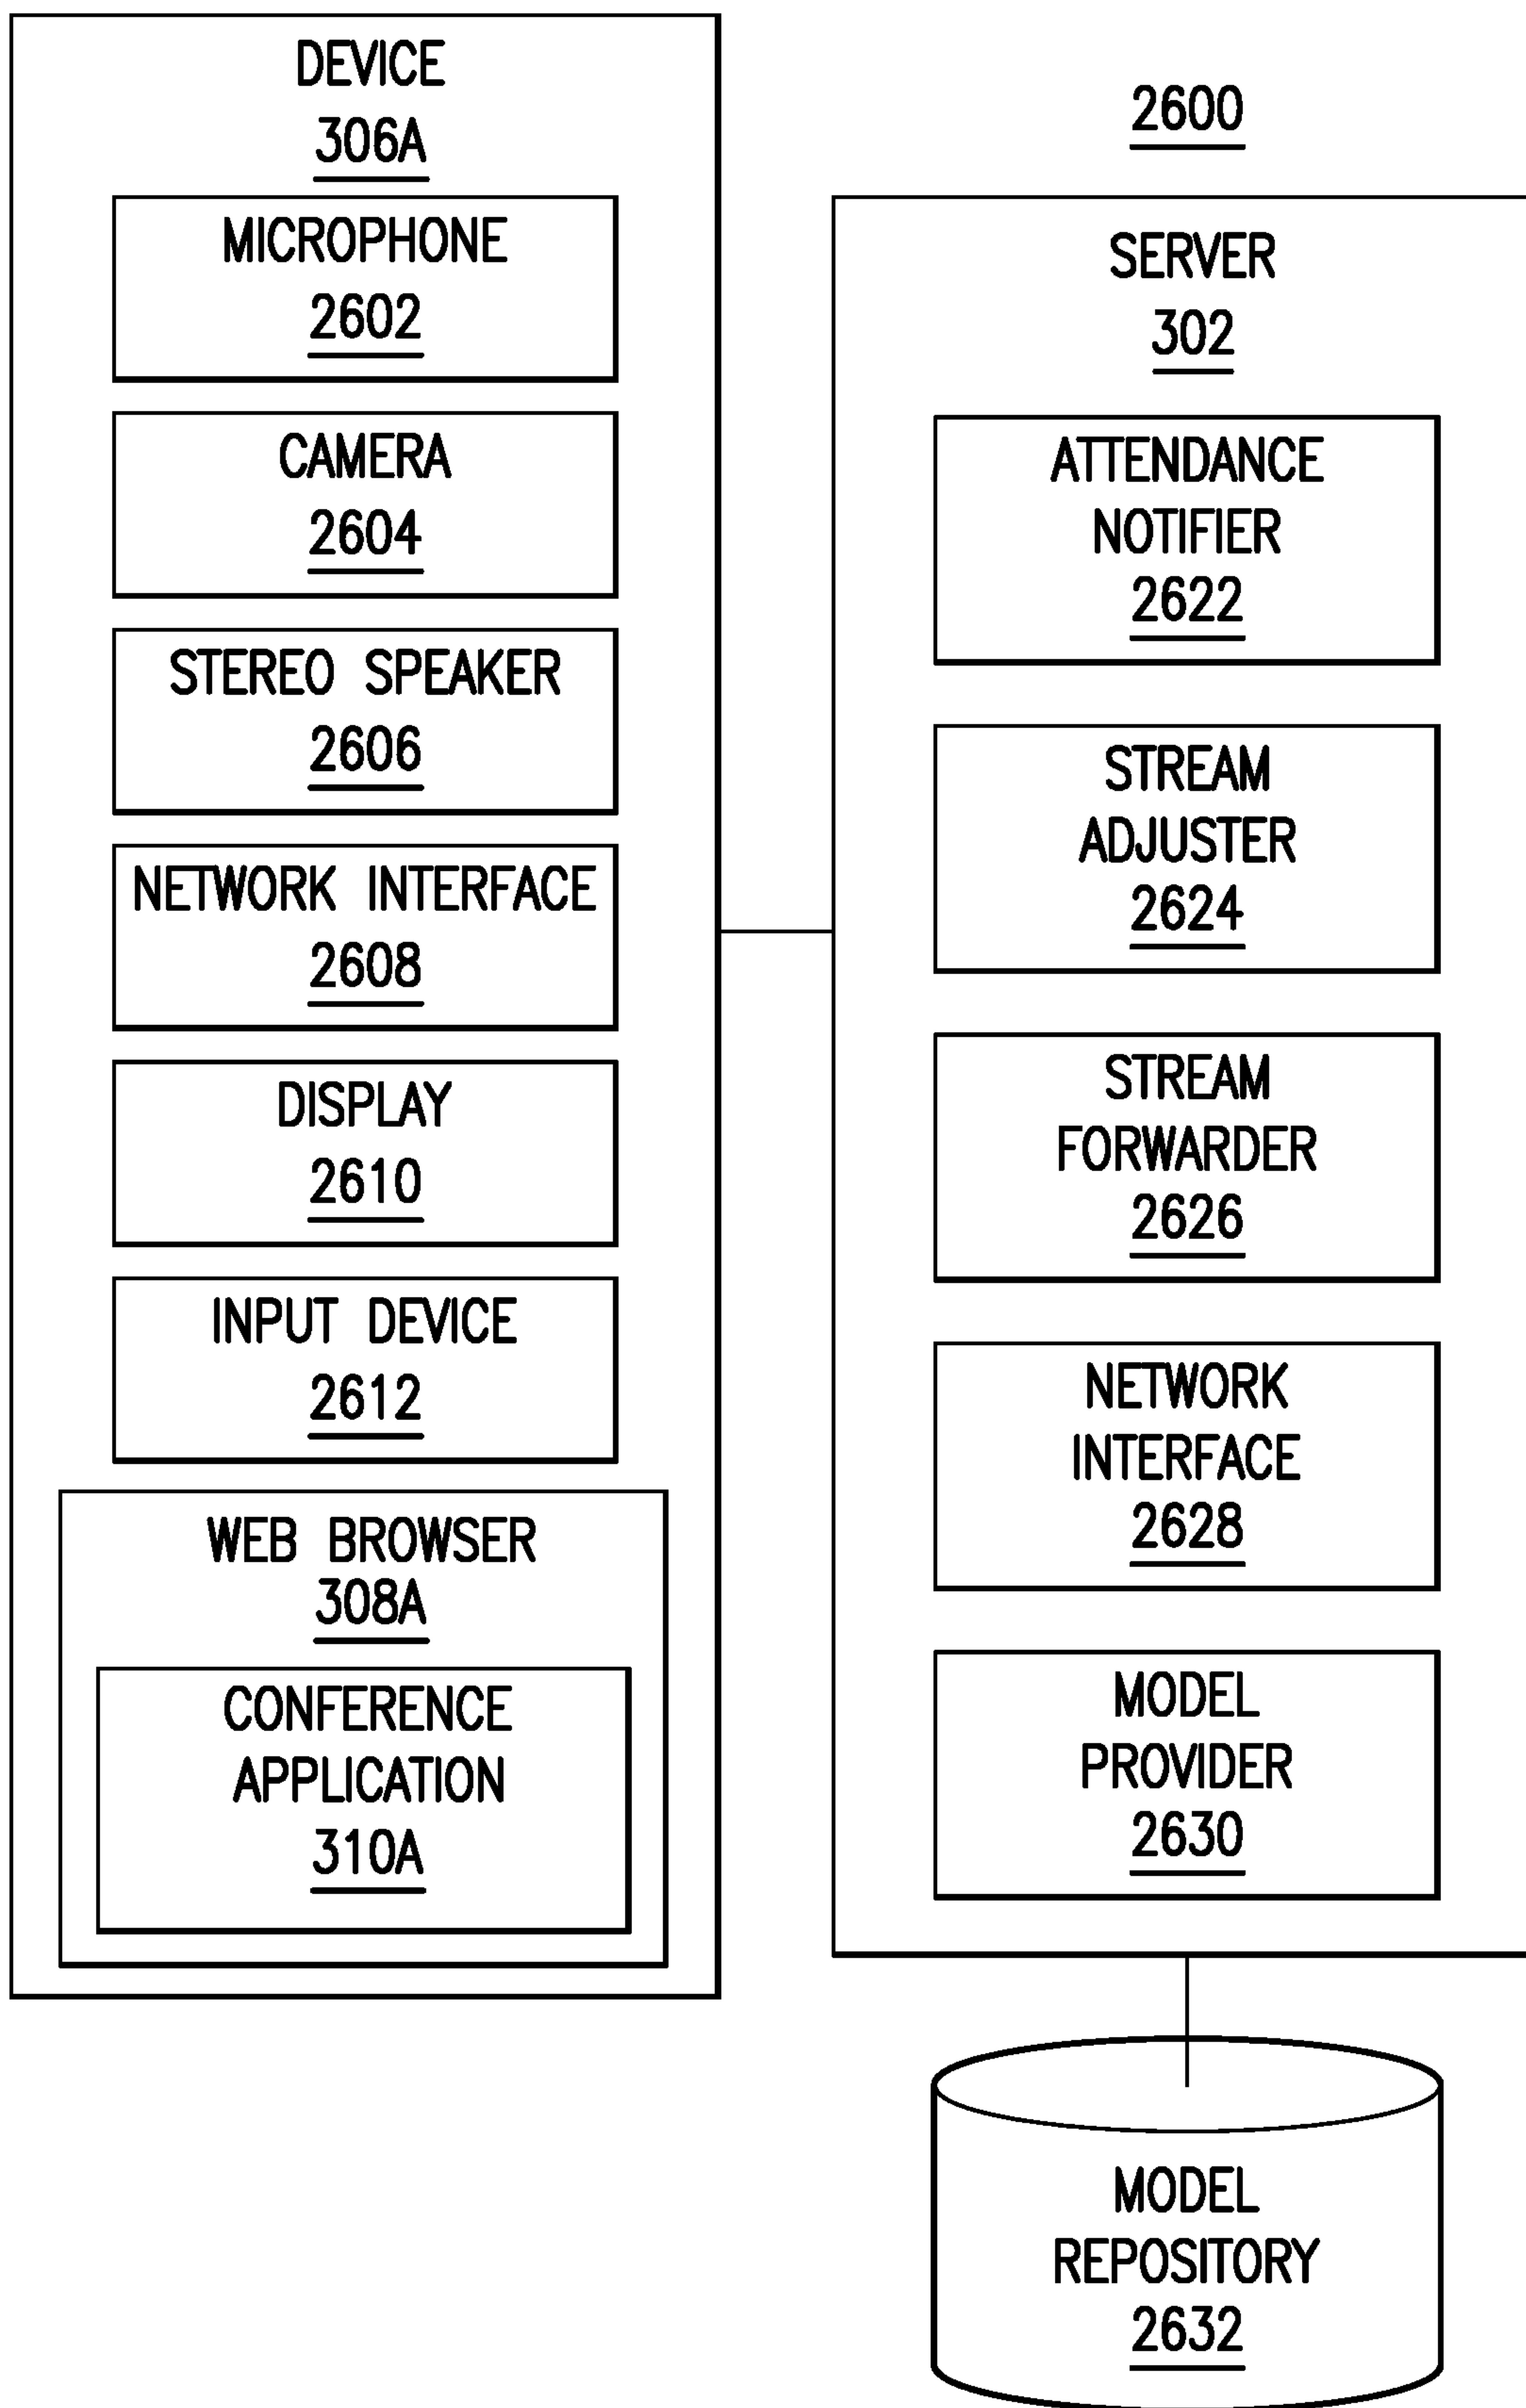 DEVICE
306A
MICROPHONE
2602
CAMERA
2604
STEREO SPEAKER
2606
NETWORK INTERFACE
2608
DISPLAY
2610
INPUT DEVICE
2612
WEB BROWSER
308A
CONFERENCE
APPLICATION
310A
2600
SERVER
302
ATTENDANCE
NOTIFIER
2622
STREAM
ADJUSTER
2624
STREAM
FORWARDER
2626
NETWORK
INTERFACE
2628
MODEL
PROVIDER
2630
MODEL
REPOSITORY
2632